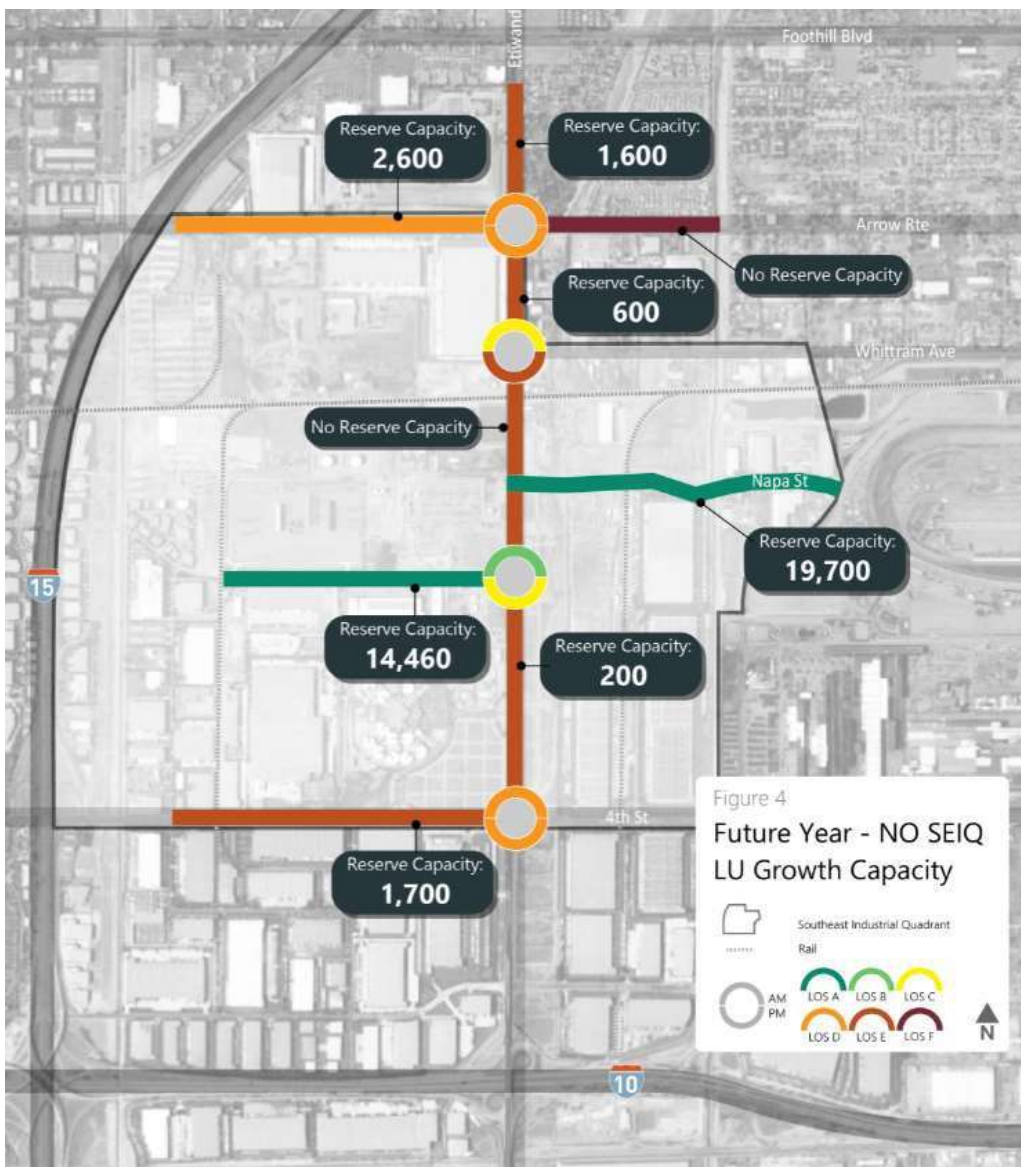 Foothill Blvd
Etiwand
Reserve Capacity:
2,600
Reserve Capacity:
1,600
Arrow Rte
No Reserve Capacity
Reserve Capacity:
600
Whittram Ave
No Reserve Capacity
Napa St
Reserve Capacity:
19,700
15
Reserve Capacity:
14,460
Reserve Capacity:
200
4th St
Reserve Capacity:
1,700
Figure 4
Future Year - NO SEIQ
LU Growth Capacity
Southeast Industrial Quadrant
Rail
AM
PM
LOS A LOS B LOS C
LOS D LOS E LOS F
N
10